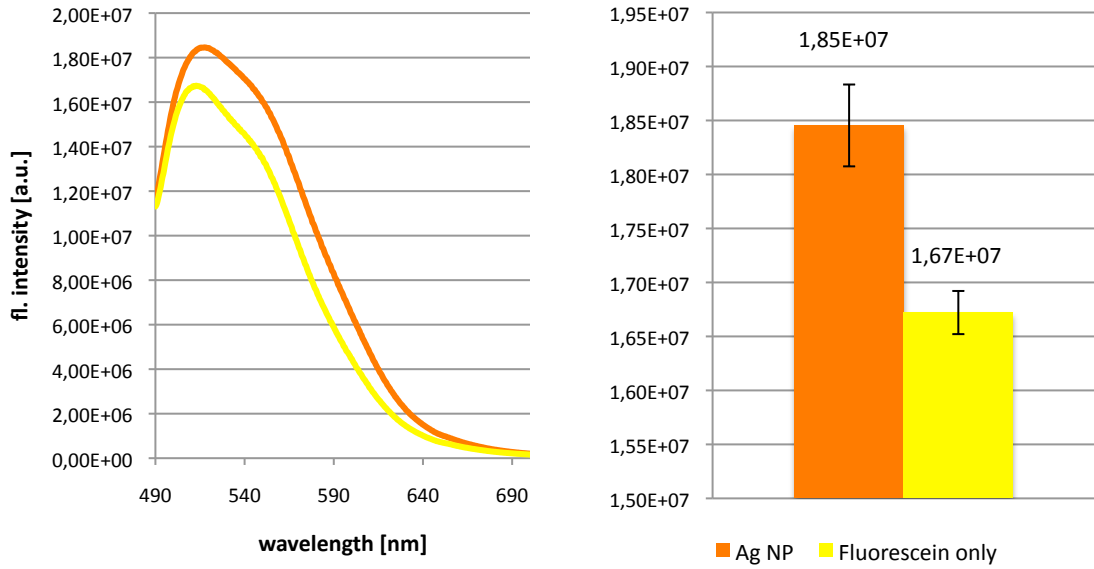 fl. intensity [a.u.]
2,00E+07
1,80E+07
1,60E+07
1,40E+07
1,20E+07
1,00E+07
8,00E+06
6,00E+06
4,00E+06
2,00E+06
0,00E+00
490 540 590 640 690
wavelength [nm]
1,95E+07
1,90E+07
1,85E+07
1,80E+07
1,75E+07
1,70E+07
1,65E+07
1,60E+07
1,55E+07
1,50E+07
1,85E+07
1,67E+07
Ag NP Fluorescein only